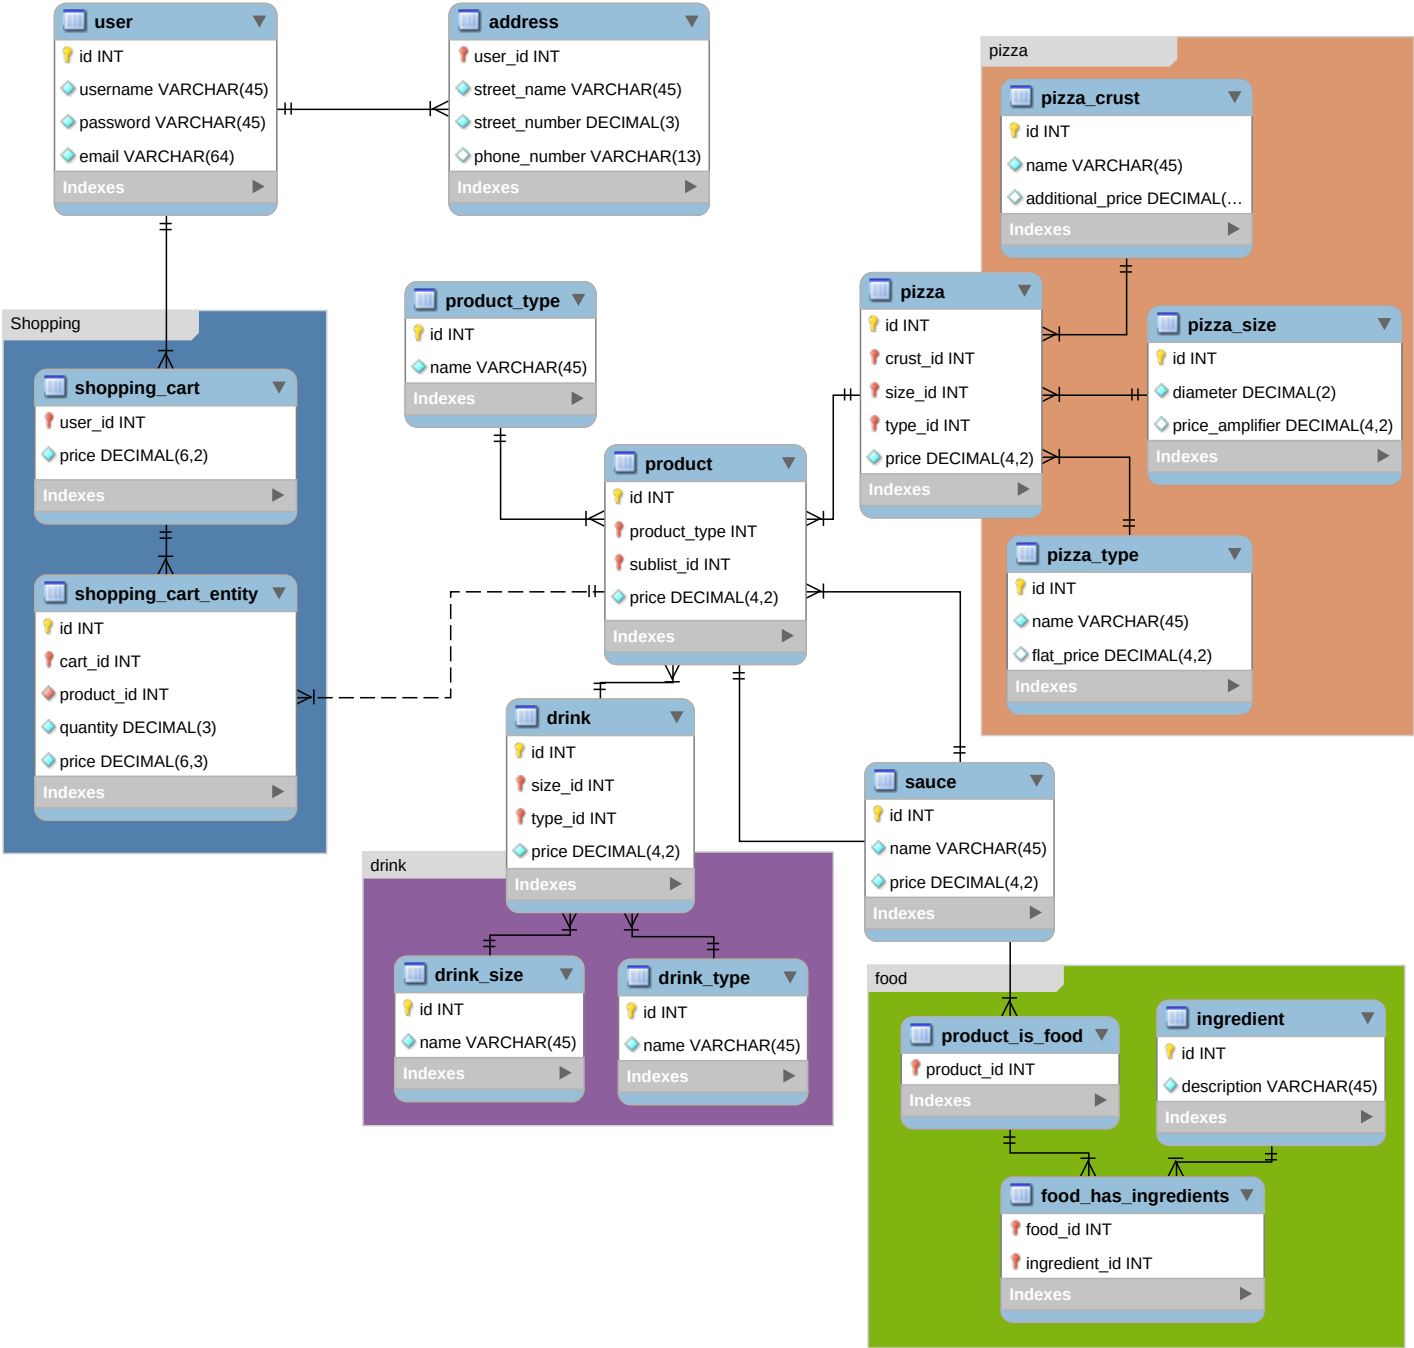 user
id INT
username VARCHAR(45)
password VARCHAR(45)
email VARCHAR(64)
Indexes
address
user_id INT
street_name VARCHAR(45)
street_number DECIMAL(3)
phone_number VARCHAR(13)
Indexes
pizza
pizza_crust
id INT
name VARCHAR(45)
additional_price DECIMAL(…
Indexes
pizza
id INT
crust_id INT
size_id INT
type_id INT
price DECIMAL(4,2)
Indexes
pizza_size
id INT
diameter DECIMAL(2)
price_amplifier DECIMAL(4,2)
Indexes
pizza_type
id INT
name VARCHAR(45)
flat_price DECIMAL(4,2)
Indexes
product_type
id INT
name VARCHAR(45)
Indexes
Shopping
shopping_cart
user_id INT
price DECIMAL(6,2)
Indexes
shopping_cart_entity
id INT
cart_id INT
product_id INT
quantity DECIMAL(3)
price DECIMAL(6,3)
Indexes
product
id INT
product_type INT
sublist_id INT
price DECIMAL(4,2)
Indexes
drink
id INT
size_id INT
type_id INT
price DECIMAL(4,2)
Indexes
drink
drink_size
id INT
name VARCHAR(45)
Indexes
drink_type
id INT
name VARCHAR(45)
Indexes
sauce
id INT
name VARCHAR(45)
price DECIMAL(4,2)
Indexes
food
product_is_food
product_id INT
Indexes
ingredient
id INT
description VARCHAR(45)
Indexes
food_has_ingredients
food_id INT
ingredient_id INT
Indexes